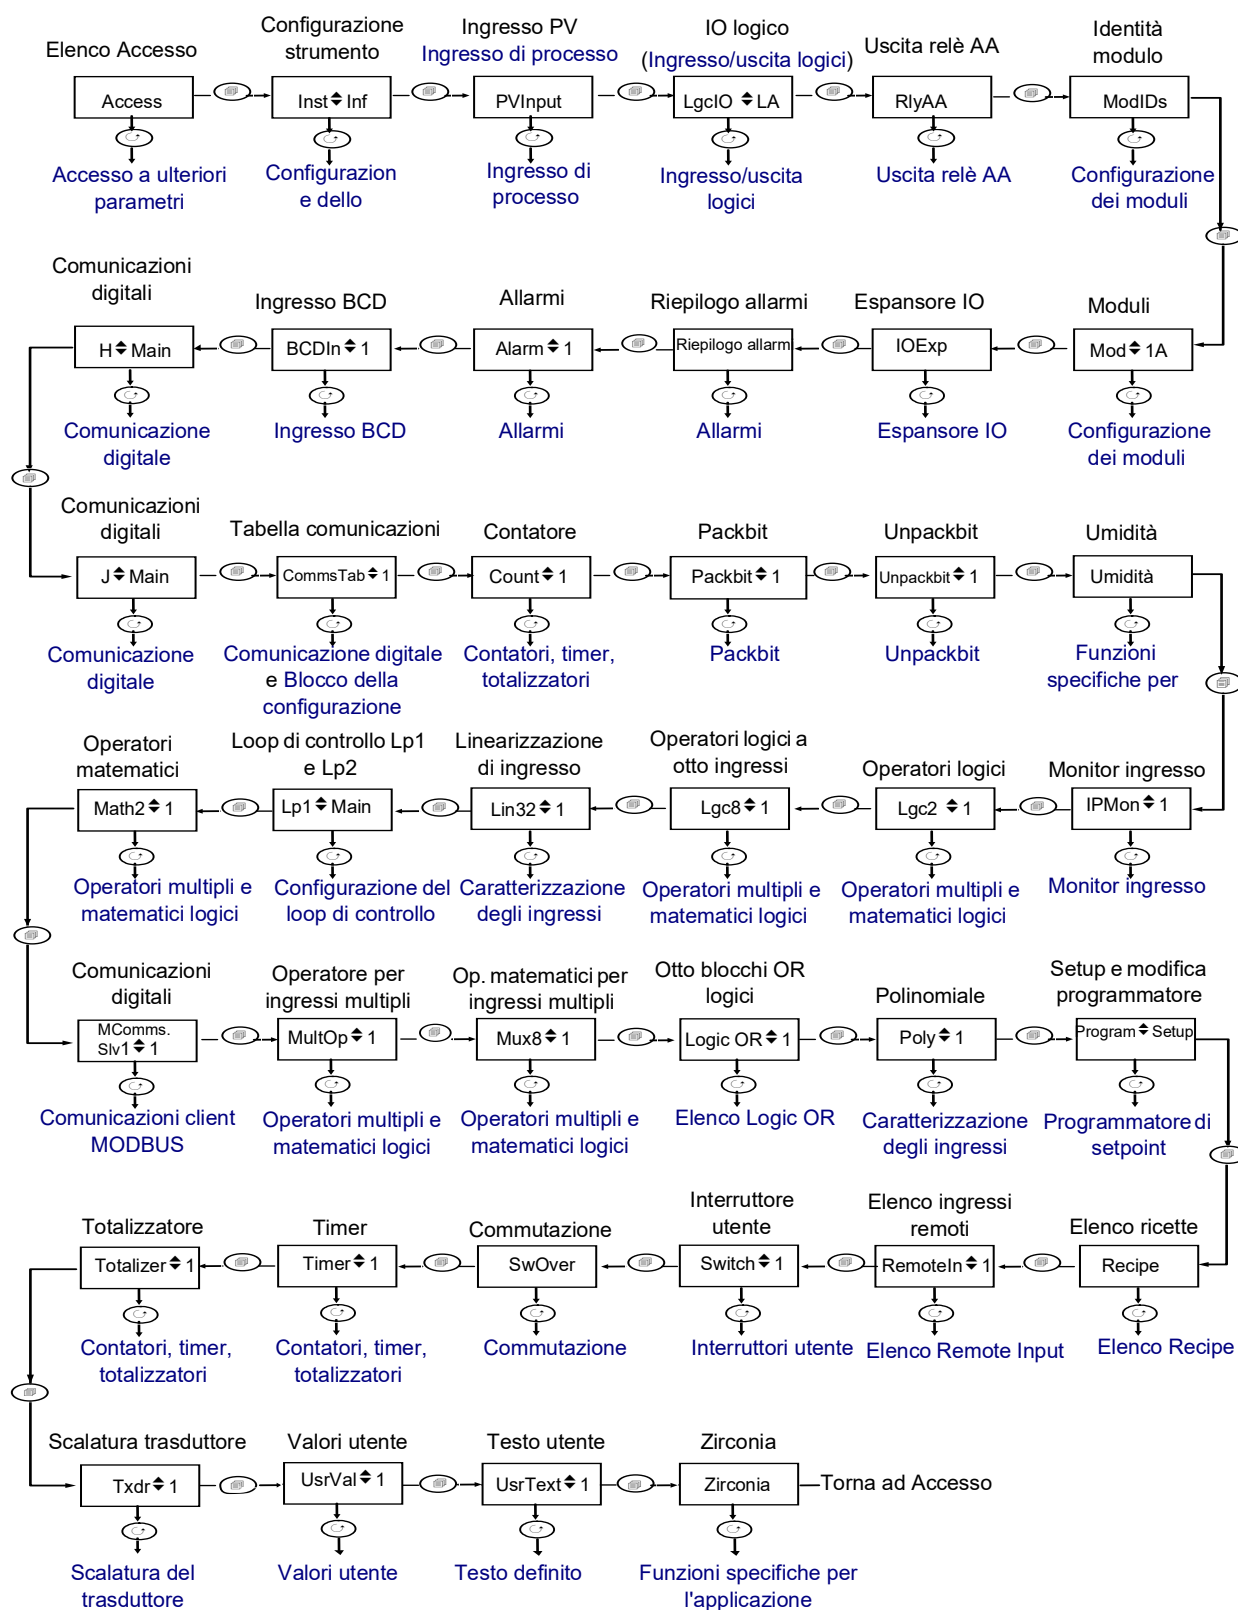 Elenco Accesso
Configurazione
strumento
Ingresso PV
Ingresso di processo
IO logico
(Ingresso/uscita logici)
Uscita relè AA
Identità
modulo
Access
Inst Inf
PVInput
LgcIO LA
RlyAA
ModIDs
Accesso a ulteriori
parametri
Configurazion
e dello
Ingresso di
processo
Ingresso/uscita
logici
Uscita relè AA
Configurazione
dei moduli
Comunicazioni
digitali
Ingresso BCD
Allarmi
Riepilogo allarmi
Espansore IO
Moduli
H Main
BCDIn 1
Alarm 1
Riepilogo allarmi
IOExp
Mod 1A
Comunicazione
digitale
Ingresso BCD
Allarmi
Allarmi
Espansore IO
Configurazione
dei moduli
Comunicazioni
digitali
Tabella comunicazioni
Contatore
Packbit
Unpackbit
Umidità
J Main
CommsTab 1
Count 1
Packbit 1
Unpackbit 1
Umidità
Comunicazione
digitale
Comunicazione digitale
e Blocco della
configurazione
Contatori, timer,
totalizzatori
Packbit
Unpackbit
Funzioni
specifiche per
Operatori
matematici
Loop di controllo Lp1
e Lp2
Linearizzazione
di ingresso
Operatori logici a
otto ingressi
Operatori logici
Monitor ingresso
Math2 1
Lp1 Main
Lin32 1
Lgc8 1
Lgc2 1
IPMon 1
Operatori multipli e
matematici logici
Configurazione del
loop di controllo
Caratterizzazione
degli ingressi
Operatori multipli e
matematici logici
Operatori multipli e
matematici logici
Monitor ingresso
Comunicazioni
digitali
Operatore per
ingressi multipli
Op. matematici per
ingressi multipli
Otto blocchi OR
logici
Polinomiale
Setup e modifica
programmatore
MComms.
Slv1 1
MultOp 1
Mux8 1
Logic OR 1
Poly 1
Program Setup
Comunicazioni client
MODBUS
Operatori multipli e
matematici logici
Operatori multipli e
matematici logici
Elenco Logic OR
Caratterizzazione
degli ingressi
Programmatore di
setpoint
Totalizzatore
Timer
Commutazione
Interruttore
utente
Elenco ingressi
remoti
Elenco ricette
Totalizer 1
Timer 1
SwOver
Switch 1
RemoteIn 1
Recipe
Contatori, timer,
totalizzatori
Contatori, timer,
totalizzatori
Commutazione
Interruttori utente
Elenco Remote Input
Elenco Recipe
Scalatura trasduttore
Valori utente
Testo utente
Zirconia
Txdr 1
UsrVal 1
UsrText 1
Zirconia
Torna ad Accesso
Scalatura del
trasduttore
Valori utente
Testo definito
Funzioni specifiche per
l'applicazione